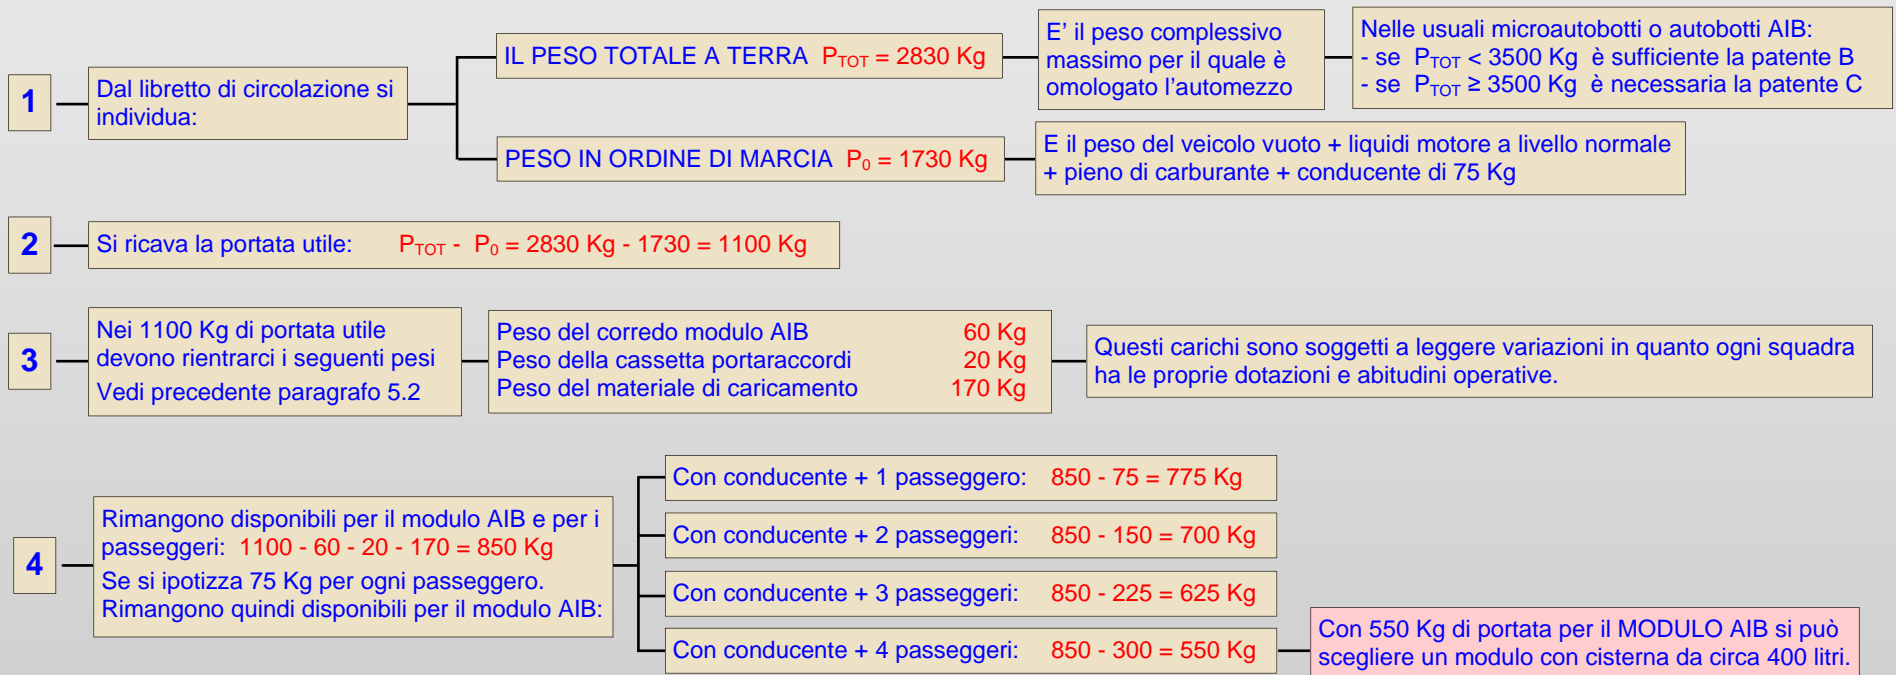 1
Dal libretto di circolazione si
individua:
IL PESO TOTALE A TERRA P_TOT = 2830 Kg
E' il peso complessivo
massimo per il quale è
omologato l'automezzo
Nelle usuali microautobotti o autobotti AIB:
- se P_TOT < 3500 Kg è sufficiente la patente B
- se P_TOT ≥ 3500 Kg è necessaria la patente C
PESO IN ORDINE DI MARCIA P_0 = 1730 Kg
E il peso del veicolo vuoto + liquidi motore a livello normale
+ pieno di carburante + conducente di 75 Kg
2
Si ricava la portata utile: P_TOT - P_0 = 2830 Kg - 1730 = 1100 Kg
3
Nei 1100 Kg di portata utile
devono rientrarci i seguenti pesi
Vedi precedente paragrafo 5.2
Peso del corredo modulo AIB 60 Kg
Peso della cassetta portaraccordi 20 Kg
Peso del materiale di caricamento 170 Kg
Questi carichi sono soggetti a leggere variazioni in quanto ogni squadra
ha le proprie dotazioni e abitudini operative.
4
Rimangono disponibili per il modulo AIB e per i
passeggeri: 1100 - 60 - 20 - 170 = 850 Kg
Se si ipotizza 75 Kg per ogni passeggero.
Rimangono quindi disponibili per il modulo AIB:
Con conducente + 1 passeggero: 850 - 75 = 775 Kg
Con conducente + 2 passeggeri: 850 - 150 = 700 Kg
Con conducente + 3 passeggeri: 850 - 225 = 625 Kg
Con conducente + 4 passeggeri: 850 - 300 = 550 Kg
Con 550 Kg di portata per il MODULO AIB si può
scegliere un modulo con cisterna da circa 400 litri.